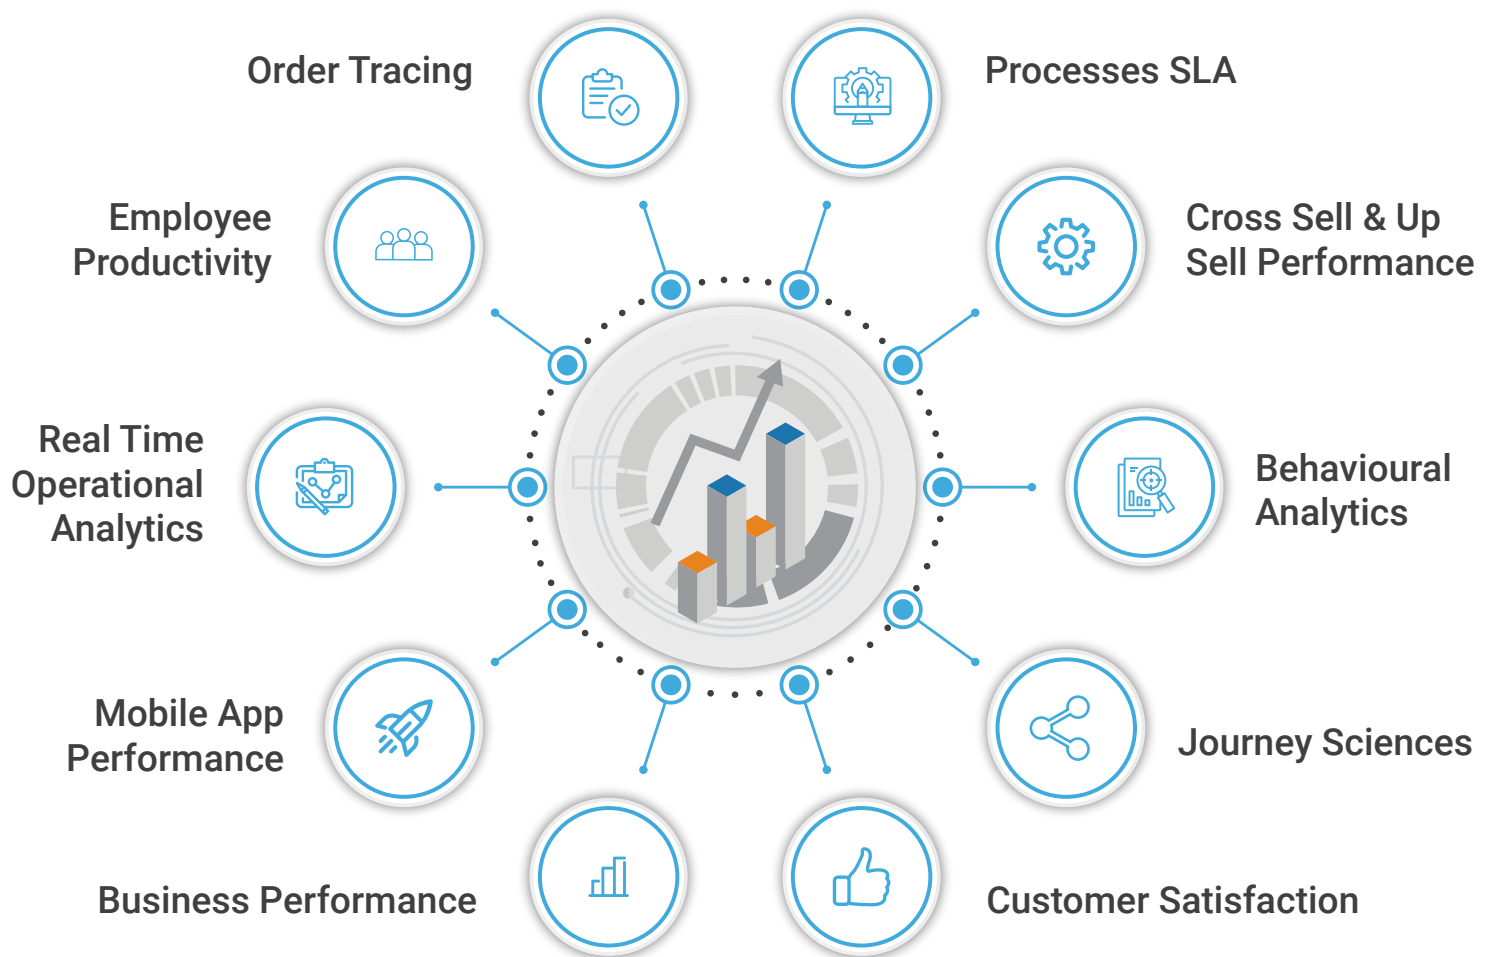 Order Tracing
Processes SLA
Employee
Productivity
Cross Sell & Up
Sell Performance
Real Time
Operational
Analytics
Behavioural
Analytics
Mobile App
Performance
Journey Sciences
Business Performance
Customer Satisfaction